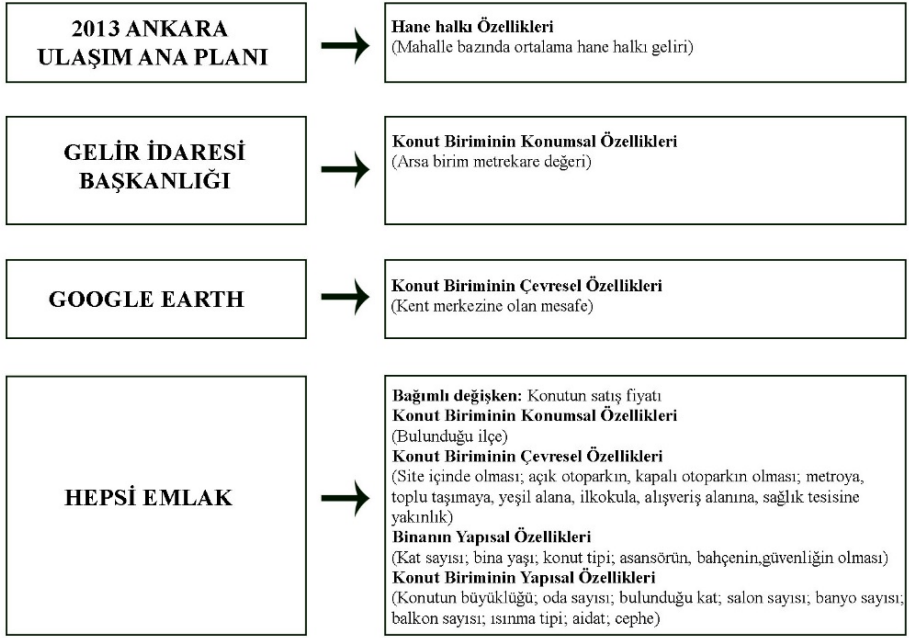 2013 ANKARA
ULAŞIM ANA PLANI
Hane halkı Özellikleri
(Mahalle bazında ortalama hane halkı geliri)
GELİR İDARESİ
BAŞKANLIĞI
Konut Biriminin Konumsal Özellikleri
(Arsa birim metrekare değeri)
GOOGLE EARTH
Konut Biriminin Çevresel Özellikleri
(Kent merkezine olan mesafe)
HEPSİ EMLAK
Bağımlı değişken: Konutun satış fiyatı
Konut Biriminin Konumsal Özellikleri
(Bulunduğu ilçe)
Konut Biriminin Çevresel Özellikleri
(Site içinde olması; açık otoparkın, kapalı otoparkın olması; metroya,
toplu taşımaya, yeşil alana, ilkokula, alışveriş alanına, sağlık tesisine
yakınlık)
Binanın Yapısal Özellikleri
(Kat sayısı; bina yaşı; konut tipi; asansörün, bahçenin,güvenliğin olması)
Konut Biriminin Yapısal Özellikleri
(Konutun büyüklüğü; oda sayısı; bulunduğu kat; salon sayısı; banyo sayısı;
balkon sayısı; ısınma tipi; aidat; cephe)